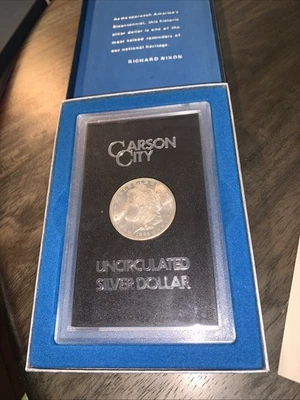 As we approach America's
Bicentennial, this historic
silver dollar is one of the
most valued reminders of
our national heritage.
RICHARD NIXON
CARSON
CITY
UNCIRCULATED
SILVER DOLLAR